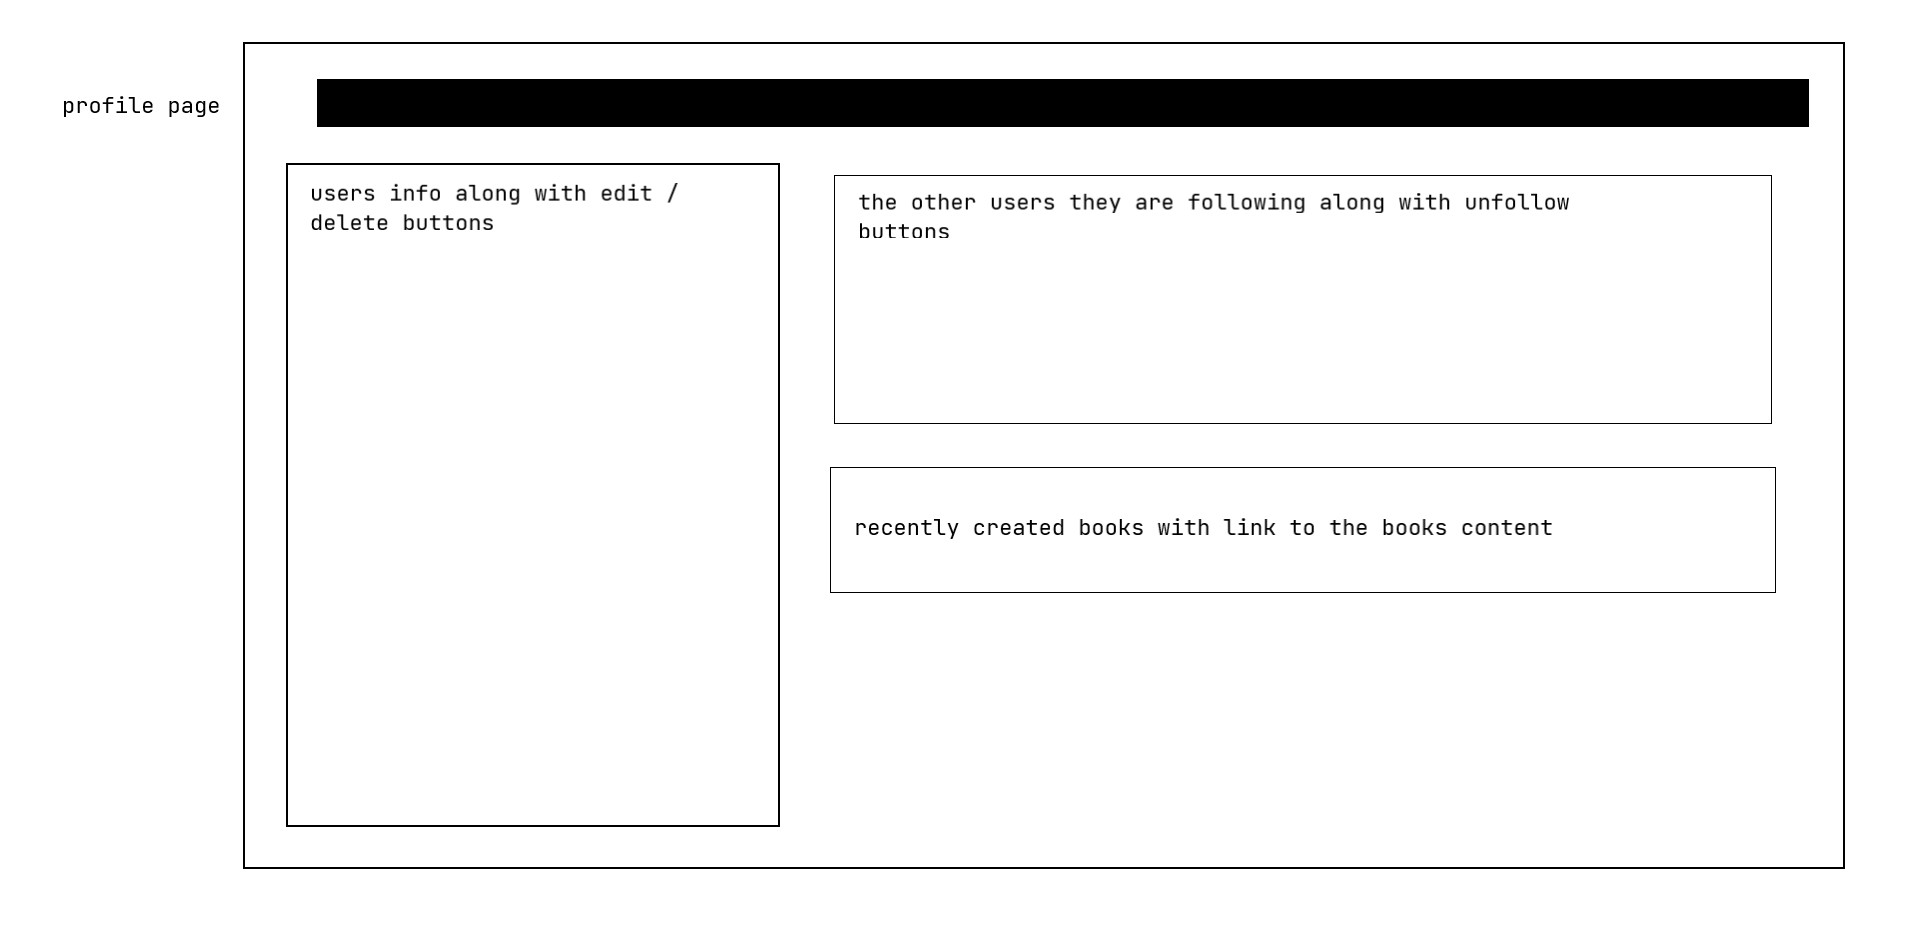 profile page
users info along with edit /
delete buttons
the other users they are following along with unfollow
buttons
recently created books with link to the books content